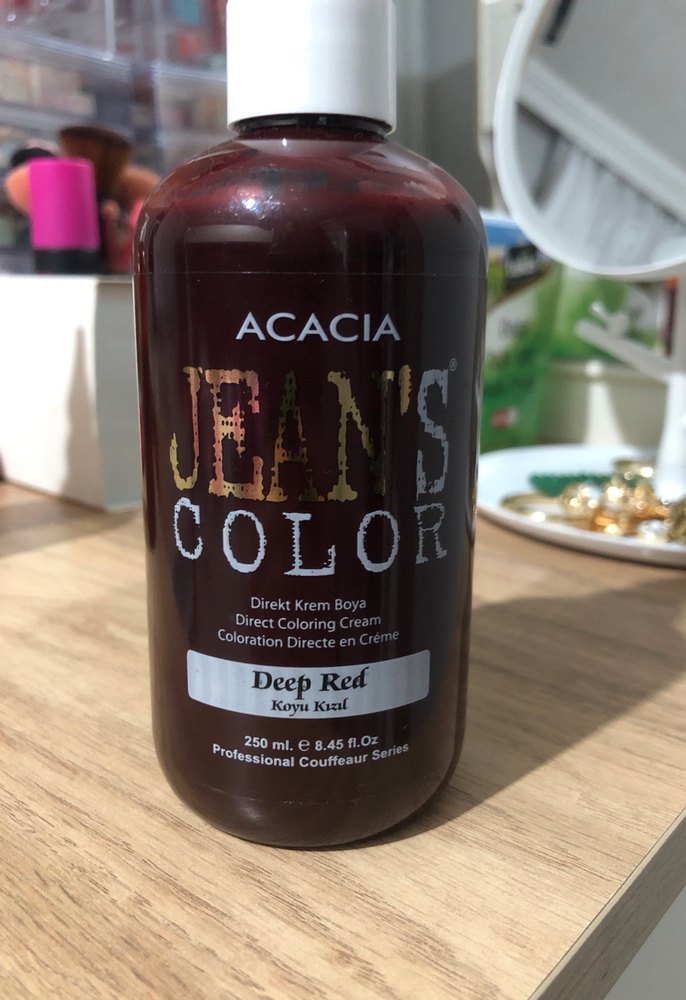 ACACIA
JEAN'S®
COLOR
Direkt Krem Boya
Direct Coloring Cream
Coloration Directe en Créme
Deep Red
Koyu Kızıl
250 ml. ℮ 8.45 fl.Oz
Professional Couffeaur Series